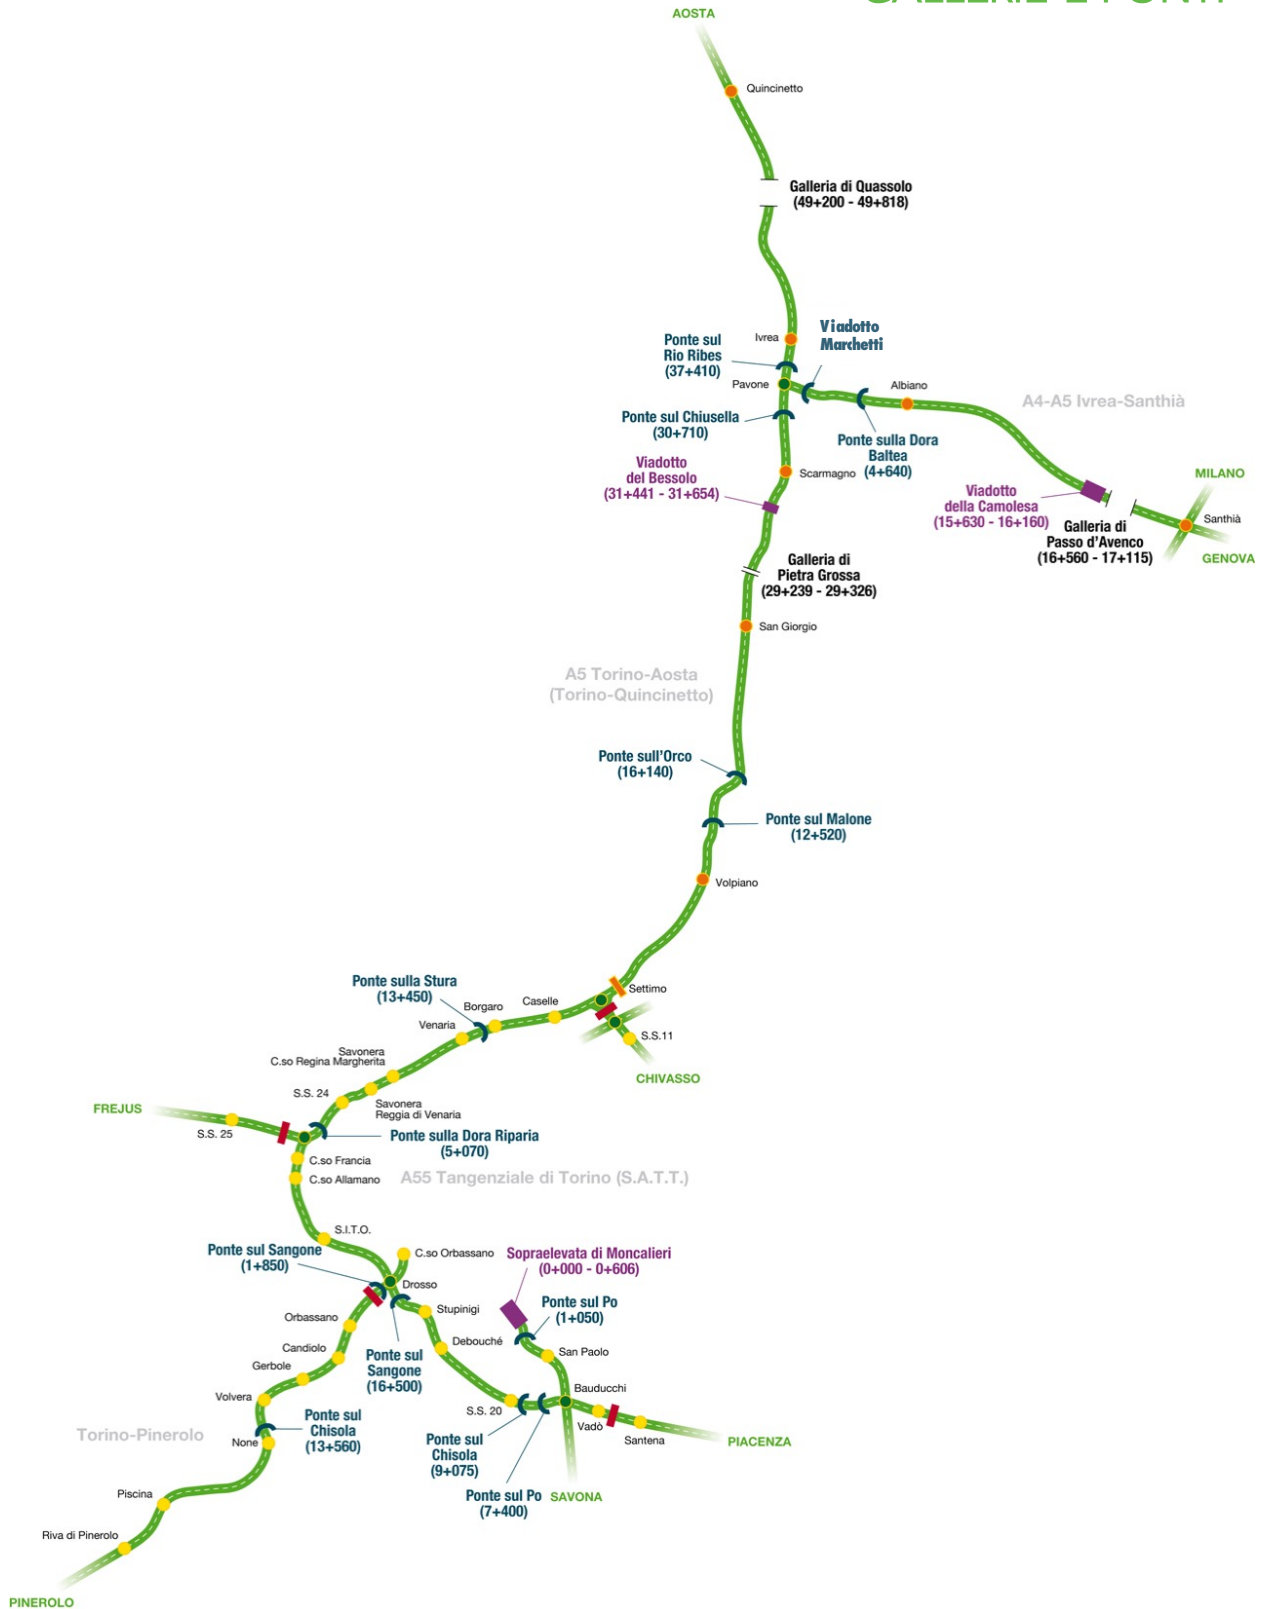 GALLERIE E PONTI
AOSTA
Quincinetto
Galleria di Quassolo
(49+200 - 49+818)
Ivrea
Viadotto
Marchetti
Ponte sul
Rio Ribes
(37+410)
Pavone
Albiano
A4-A5 Ivrea-Santhià
Ponte sul Chiusella
(30+710)
Ponte sulla Dora
Baltea
(4+640)
Viadotto
del Bessolo
(31+441 - 31+654)
Scarmagno
MILANO
Viadotto
della Camolesa
(15+630 - 16+160)
Santhià
Galleria di
Passo d'Avenco
(16+560 - 17+115)
GENOVA
Galleria di
Pietra Grossa
(29+239 - 29+326)
San Giorgio
A5 Torino-Aosta
(Torino-Quincinetto)
Ponte sull'Orco
(16+140)
Ponte sul Malone
(12+520)
Volpiano
Ponte sulla Stura
(13+450)
Settimo
Caselle
Borgaro
Venaria
S.S.11
Savonera
C.so Regina Margherita
CHIVASSO
S.S. 24
Savonera
Reggia di Venaria
FREJUS
S.S. 25
Ponte sulla Dora Riparia
(5+070)
C.so Francia
C.so Allamano
A55 Tangenziale di Torino (S.A.T.T.)
S.I.T.O.
Ponte sul Sangone
(1+850)
C.so Orbassano
Sopraelevata di Moncalieri
(0+000 - 0+606)
Drosso
Ponte sul Po
(1+050)
Stupinigi
Orbassano
Debouché
Candiolo
San Paolo
Ponte sul
Sangone
(16+500)
Gerbole
Bauducchi
Volvera
S.S. 20
Ponte sul
Chisola
(13+560)
Vadò
Santena
PIACENZA
Torino-Pinerolo
None
Ponte sul
Chisola
(9+075)
Piscina
Ponte sul Po
(7+400)
SAVONA
Riva di Pinerolo
PINEROLO